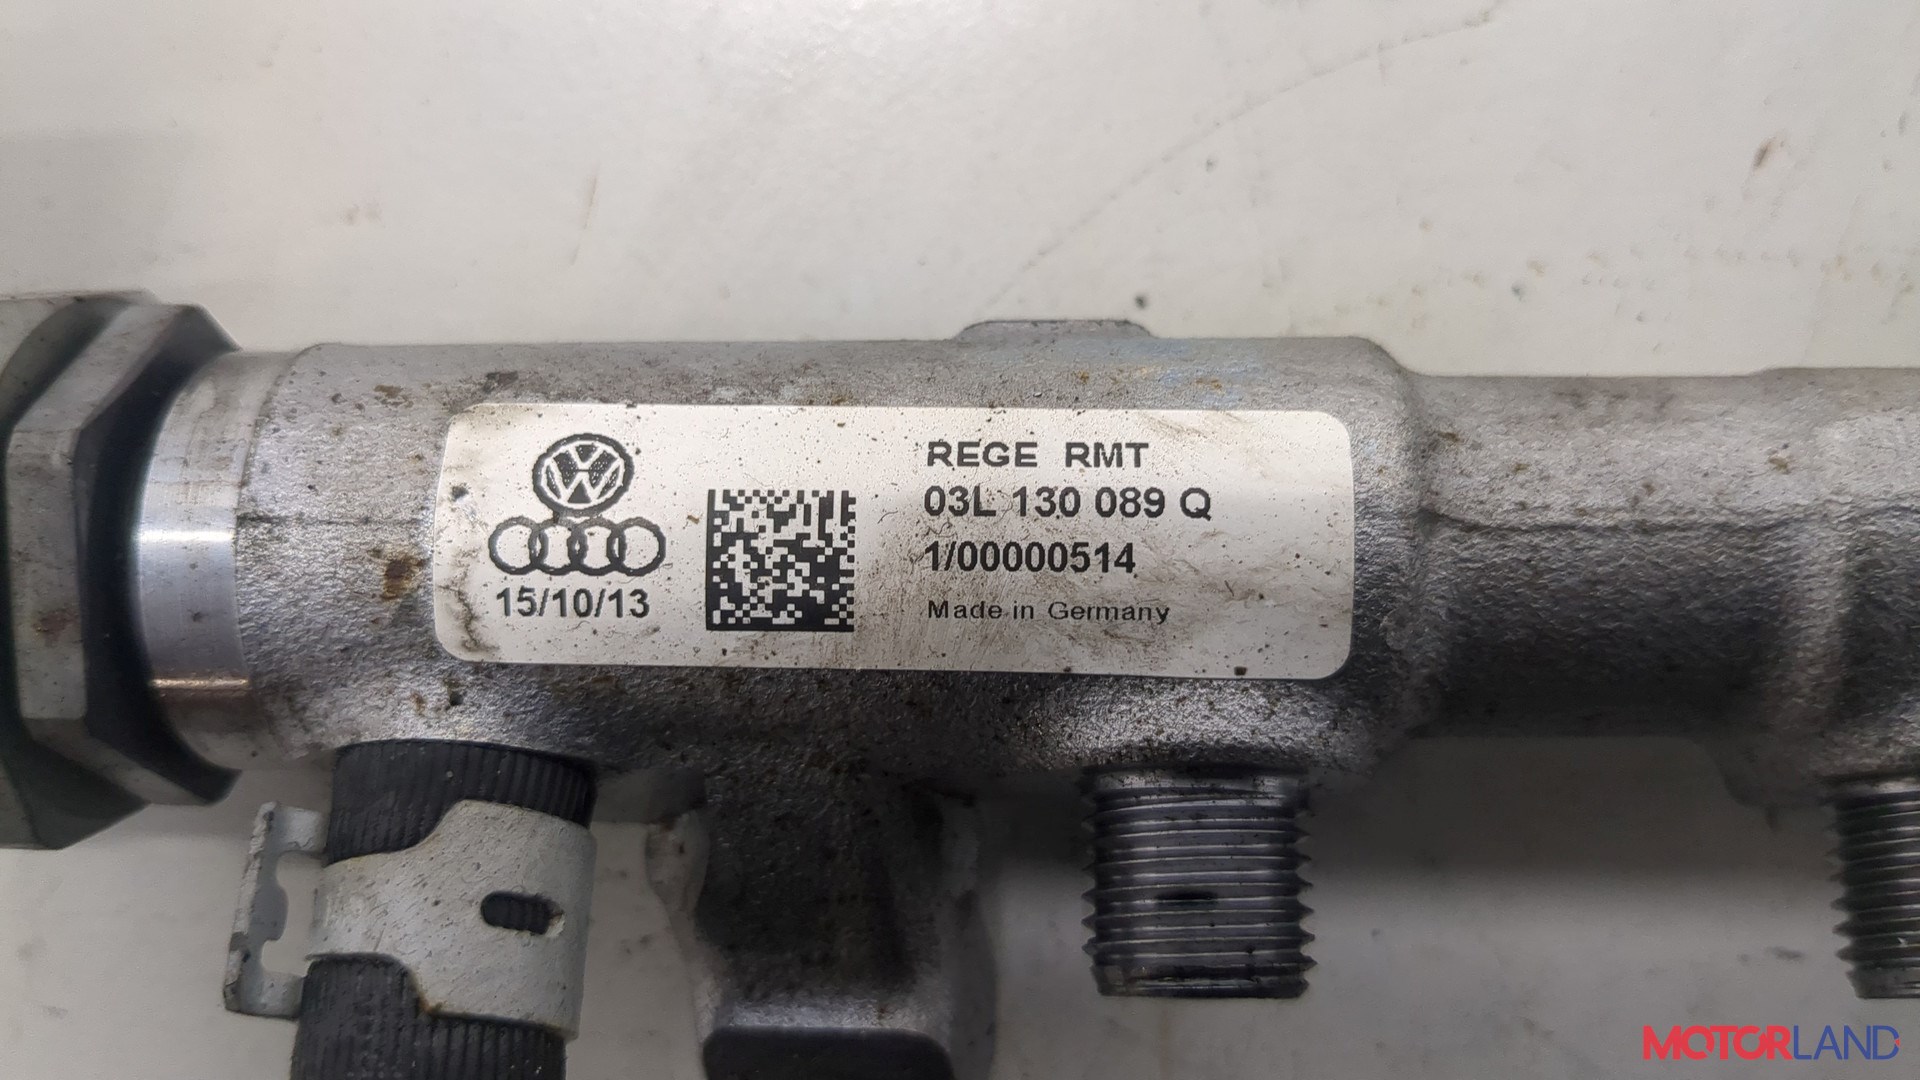 REGE RMT
03L 130 089 Q
1/00000514
Made in Germany
15/10/13
MOTORLAND